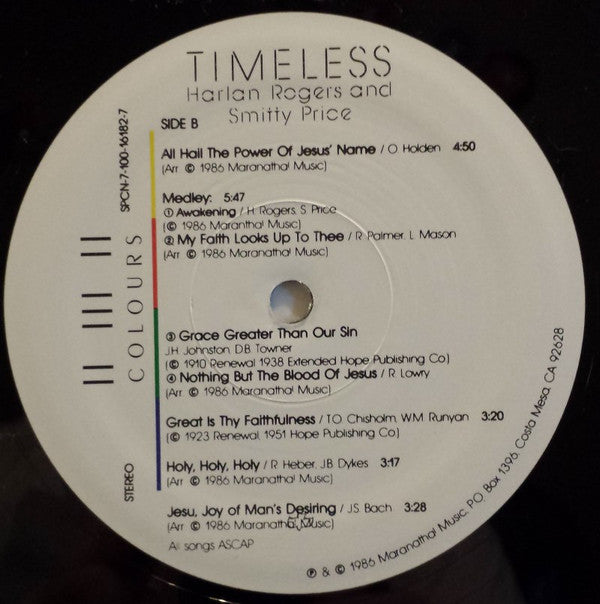 TIMELESS
Harlan Rogers and
Smitty Price
SIDE B
SPCN-7-100-16182-7
COLOURS
STEREO
All Hail The Power Of Jesus' Name / O. Holden 4:50
(Arr. © 1986 Maranatha! Music)
Medley: 5:47
① Awakening / H. Rogers, S. Price
(© 1986 Marantha! Music)
② My Faith Looks Up To Thee / R. Palmer, L. Mason
(Arr. © 1986 Maranatha! Music)
③ Grace Greater Than Our Sin
J.H. Johnston, D.B. Towner
(© 1910 Renewal 1938 Extended Hope Publishing Co.)
④ Nothing But The Blood Of Jesus / R. Lowry
(Arr. © 1986 Maranatha! Music)
Great Is Thy Faithfulness / T.O. Chisholm, W.M. Runyan 3:20
(© 1923 Renewal, 1951 Hope Publishing Co.)
Holy, Holy, Holy / R. Heber, J.B. Dykes 3:17
(Arr. © 1986 Maranatha! Music)
Jesu, Joy of Man's Desiring / J.S. Bach 3:28
(Arr. © 1986 Maranatha! Music)
All songs ASCAP
℗ & © 1986 Maranatha! Music, P.O. Box 1396, Costa Mesa, CA 92628